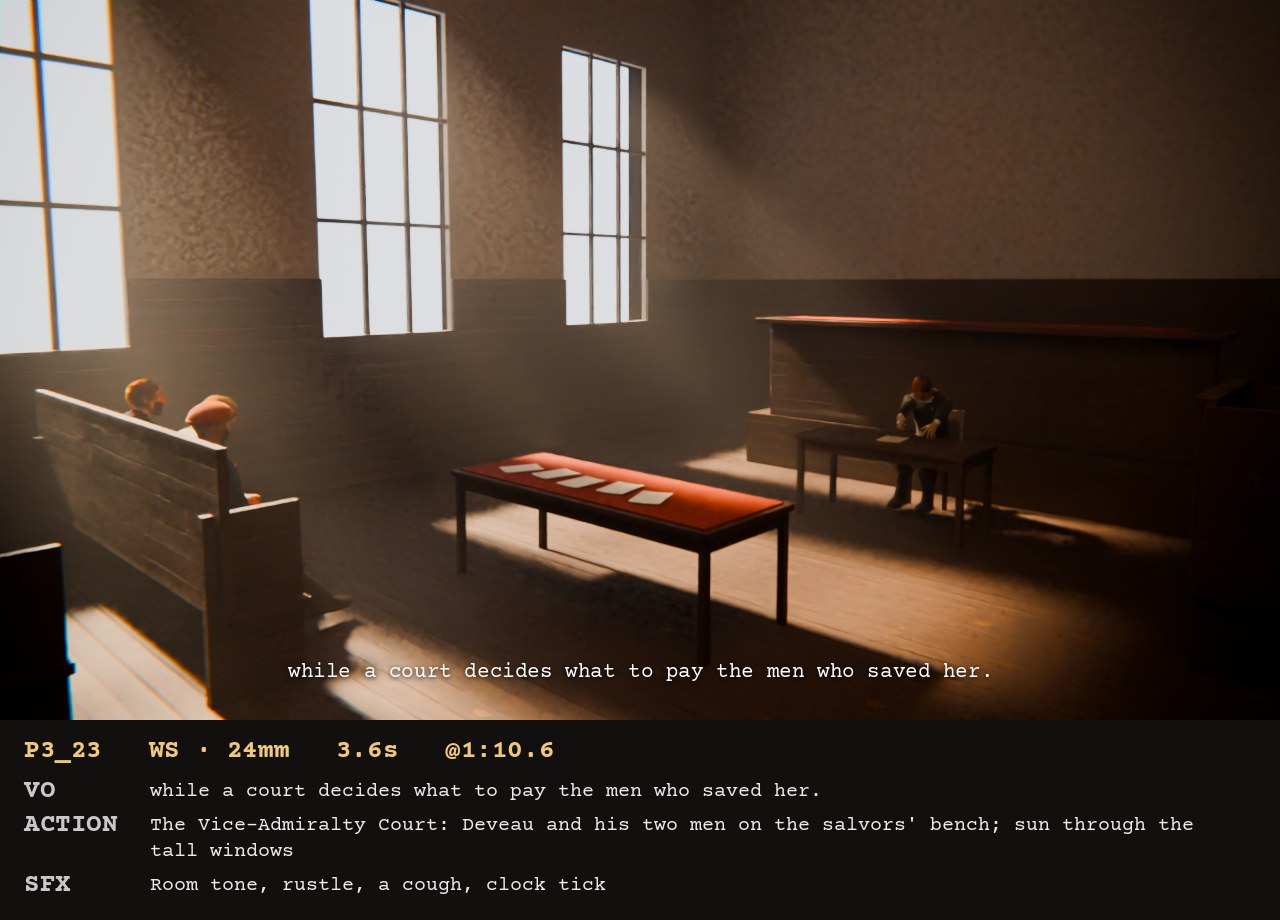 while a court decides what to pay the men who saved her.
P3_23 WS · 24mm 3.6s @1:10.6
VO while a court decides what to pay the men who saved her.
ACTION The Vice-Admiralty Court: Deveau and his two men on the salvors' bench; sun through the
tall windows
SFX Room tone, rustle, a cough, clock tick